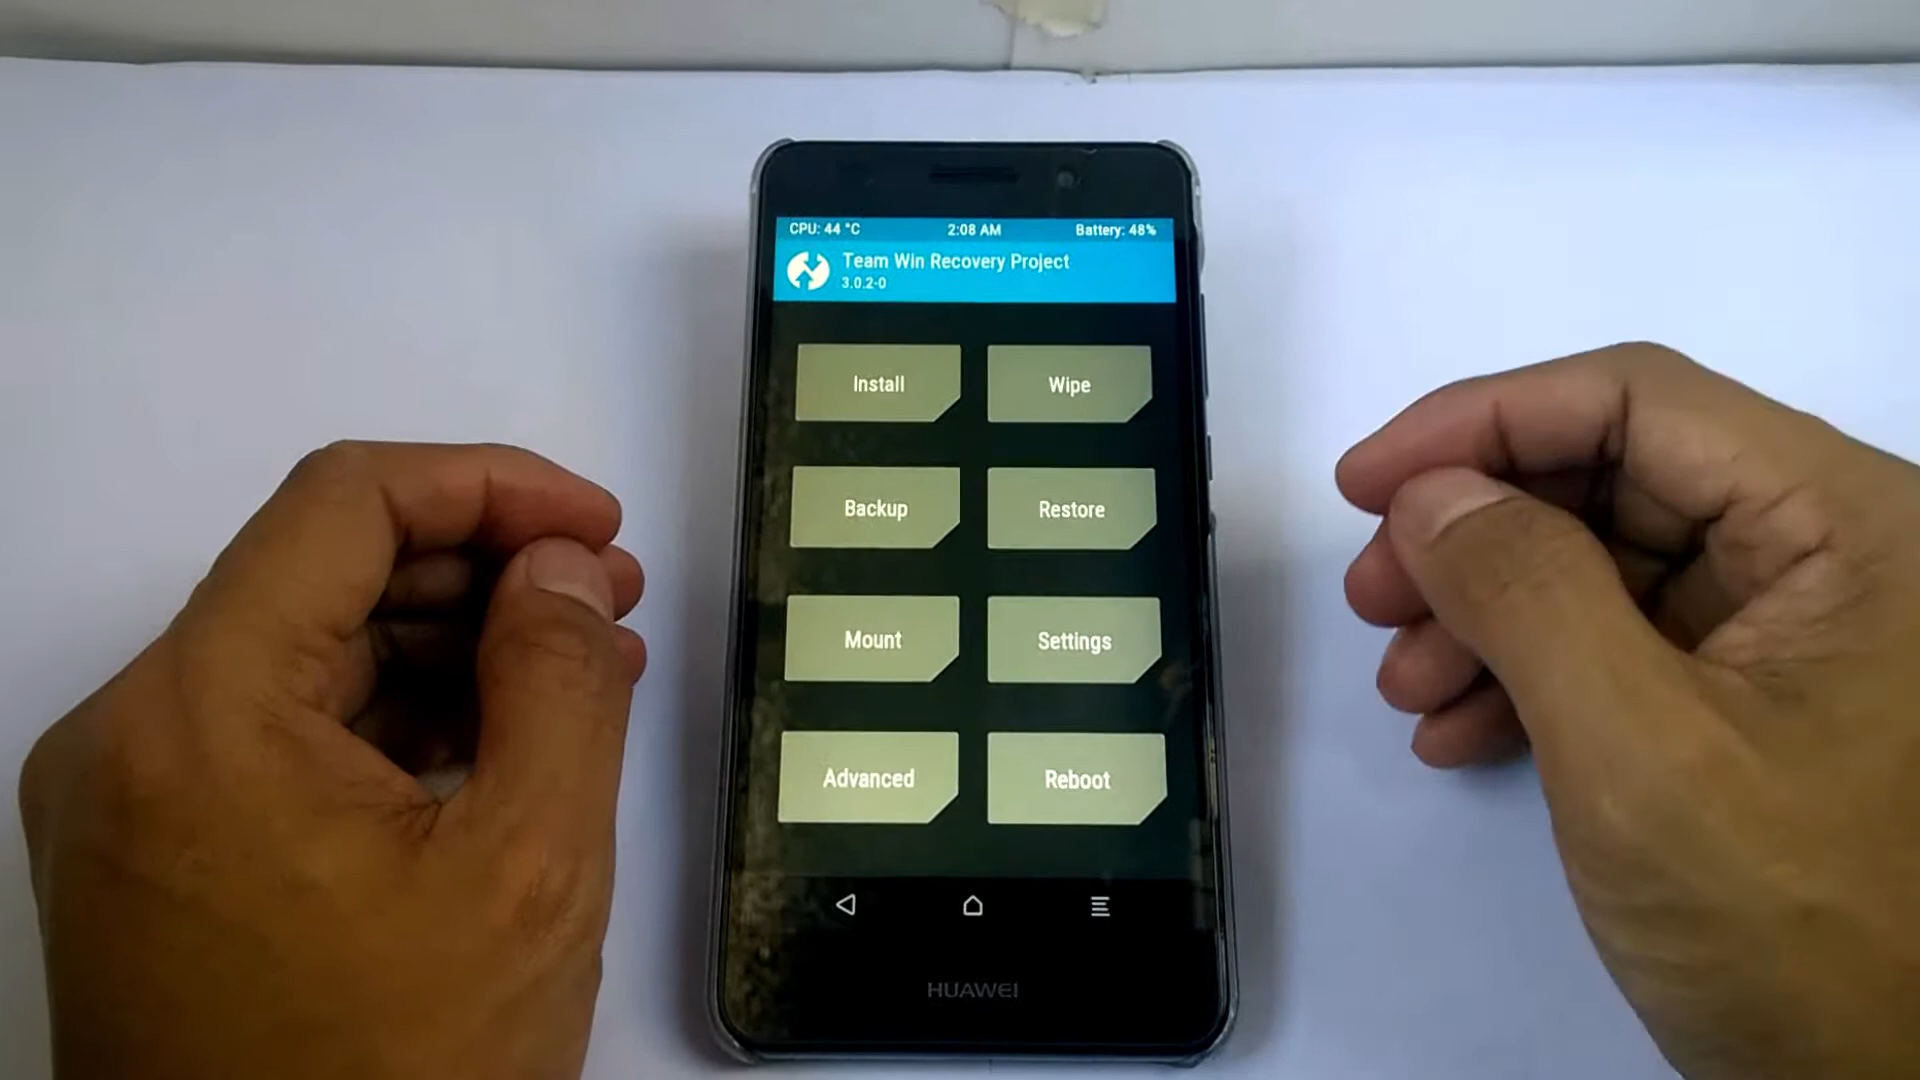 CPU: 44 °C 2:08 AM Battery: 48%
Team Win Recovery Project
3.0.2-0
Install Wipe
Backup Restore
Mount Settings
Advanced Reboot
HUAWEI